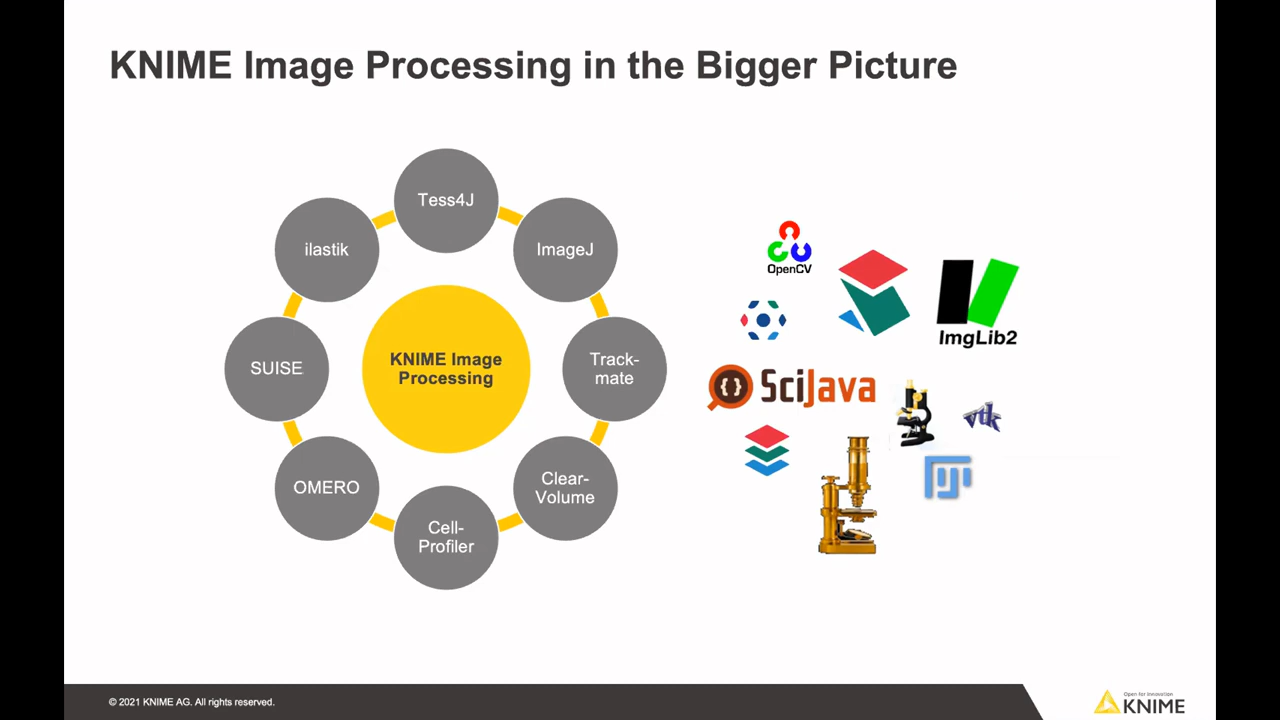 KNIME Image Processing in the Bigger Picture
Tess4J
ilastik
ImageJ
SUISE
KNIME Image
Processing
Track-
mate
OMERO
Clear-
Volume
Cell-
Profiler
OpenCV
ImgLib2
SciJava
vtk
© 2021 KNIME AG. All rights reserved.
Open for Innovation
KNIME